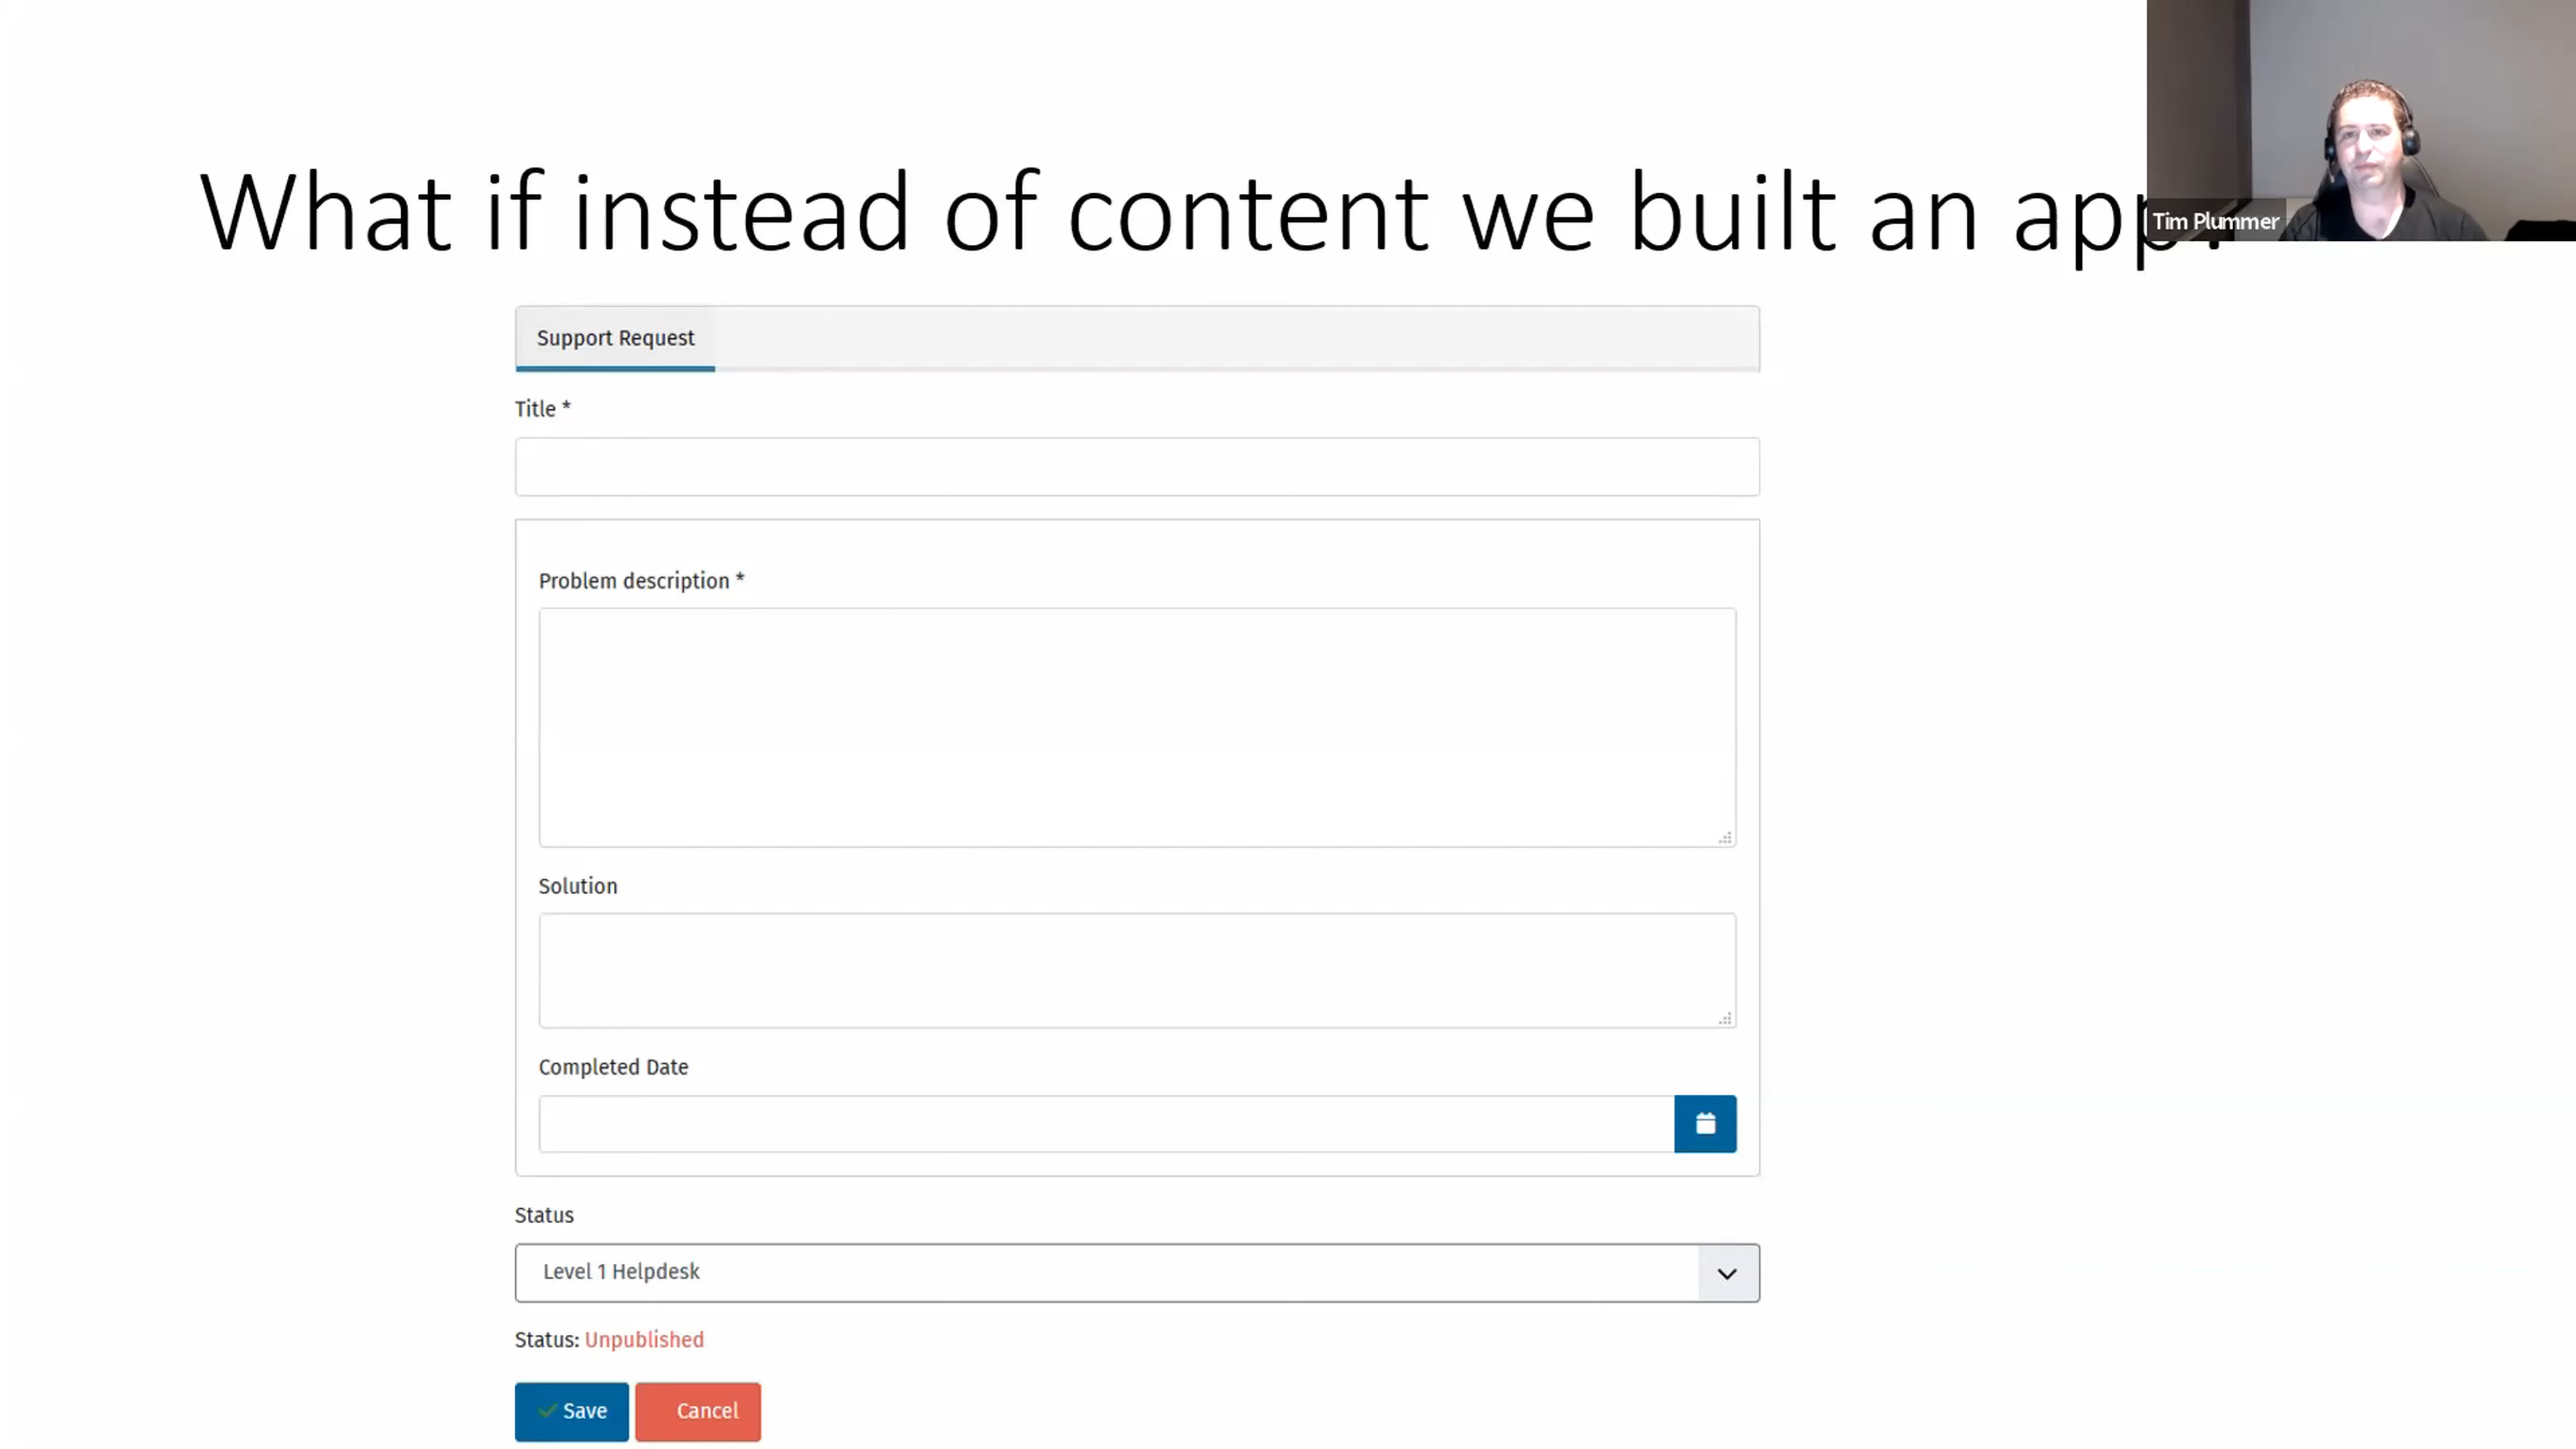 What if instead of content we built an app?
Tim Plummer
Support Request
Title *
Problem description *
Solution
Completed Date
Status
Level 1 Helpdesk
Status: Unpublished
Save
Cancel